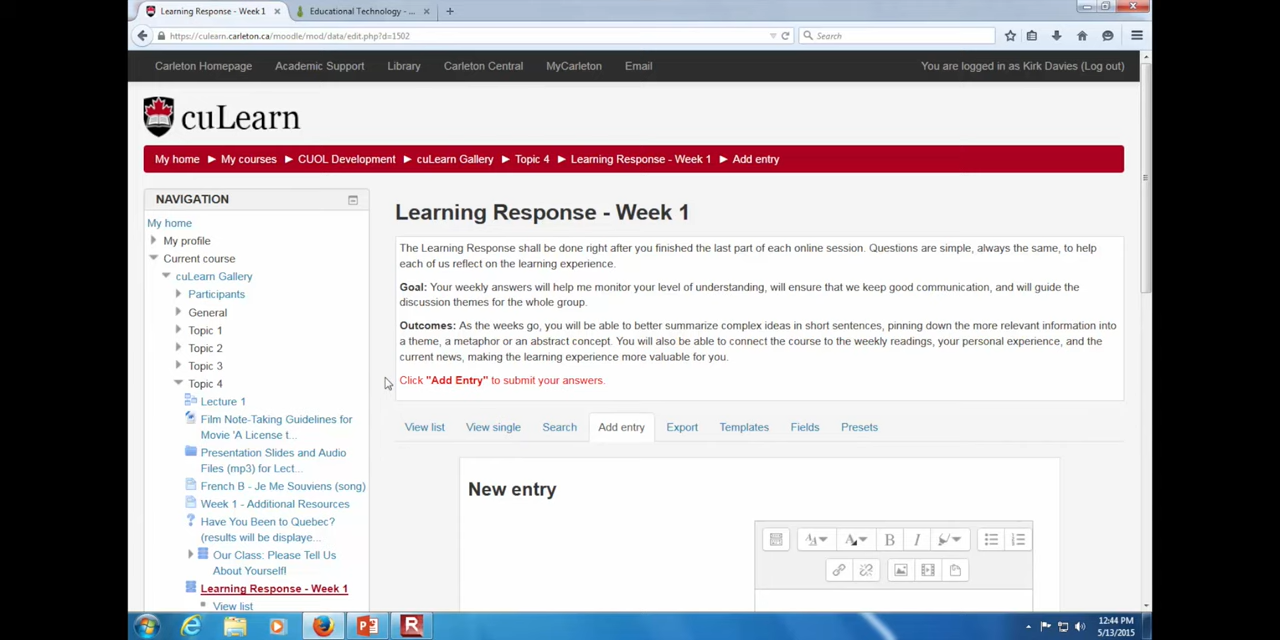 Learning Response - Week 1
Educational Technology - ...
https://culearn.carleton.ca/moodle/mod/data/edit.php?d=1502
Search
Carleton Homepage Academic Support Library Carleton Central MyCarleton Email You are logged in as Kirk Davies (Log out)
cuLearn
My home ► My courses ► CUOL Development ► cuLearn Gallery ► Topic 4 ► Learning Response - Week 1 ► Add entry
NAVIGATION
My home
My profile
Current course
cuLearn Gallery
Participants
General
Topic 1
Topic 2
Topic 3
Topic 4
Lecture 1
Film Note-Taking Guidelines for
Movie 'A License t...
Presentation Slides and Audio
Files (mp3) for Lect...
French B - Je Me Souviens (song)
Week 1 - Additional Resources
Have You Been to Quebec?
(results will be displaye...
Our Class: Please Tell Us
About Yourself!
Learning Response - Week 1
View list
Learning Response - Week 1
The Learning Response shall be done right after you finished the last part of each online session. Questions are simple, always the same, to help
each of us reflect on the learning experience.
Goal: Your weekly answers will help me monitor your level of understanding, will ensure that we keep good communication, and will guide the
discussion themes for the whole group.
Outcomes: As the weeks go, you will be able to better summarize complex ideas in short sentences, pinning down the more relevant information into
a theme, a metaphor or an abstract concept. You will also be able to connect the course to the weekly readings, your personal experience, and the
current news, making the learning experience more valuable for you.
Click "Add Entry" to submit your answers.
View list View single Search Add entry Export Templates Fields Presets
New entry
B I
12:44 PM
5/13/2015